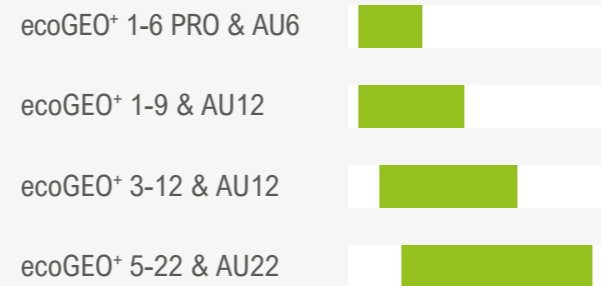 ecoGEO⁺ 1-6 PRO & AU6
ecoGEO⁺ 1-9 & AU12
ecoGEO⁺ 3-12 & AU12
ecoGEO⁺ 5-22 & AU22